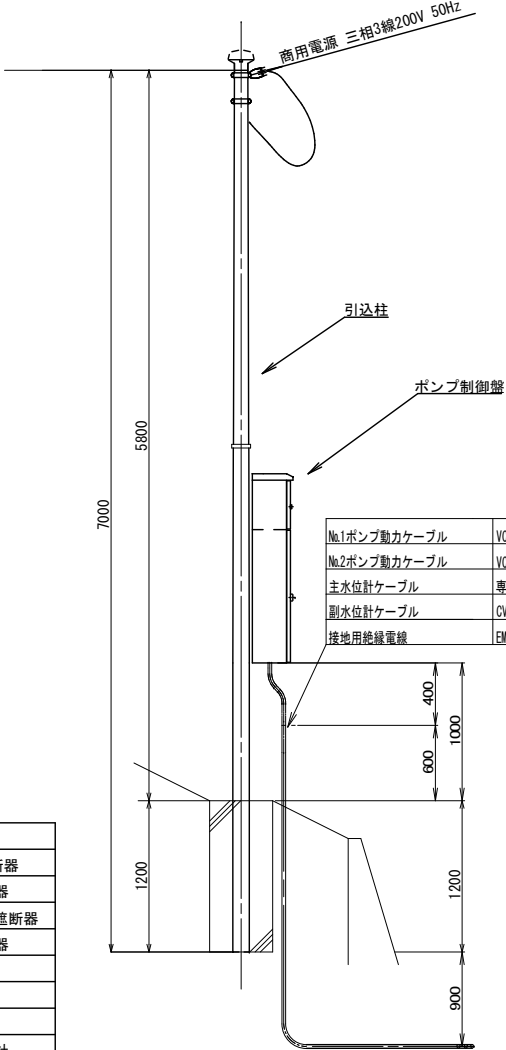 商用電源 三相3線200V 50Hz
引込柱
ポンプ制御盤
5800
7000
№1ポンプ動力ケーブル
№2ポンプ動力ケーブル
主水位計ケーブル
副水位計ケーブル
接地用絶縁電線
400
1000
600
1200
1200
900